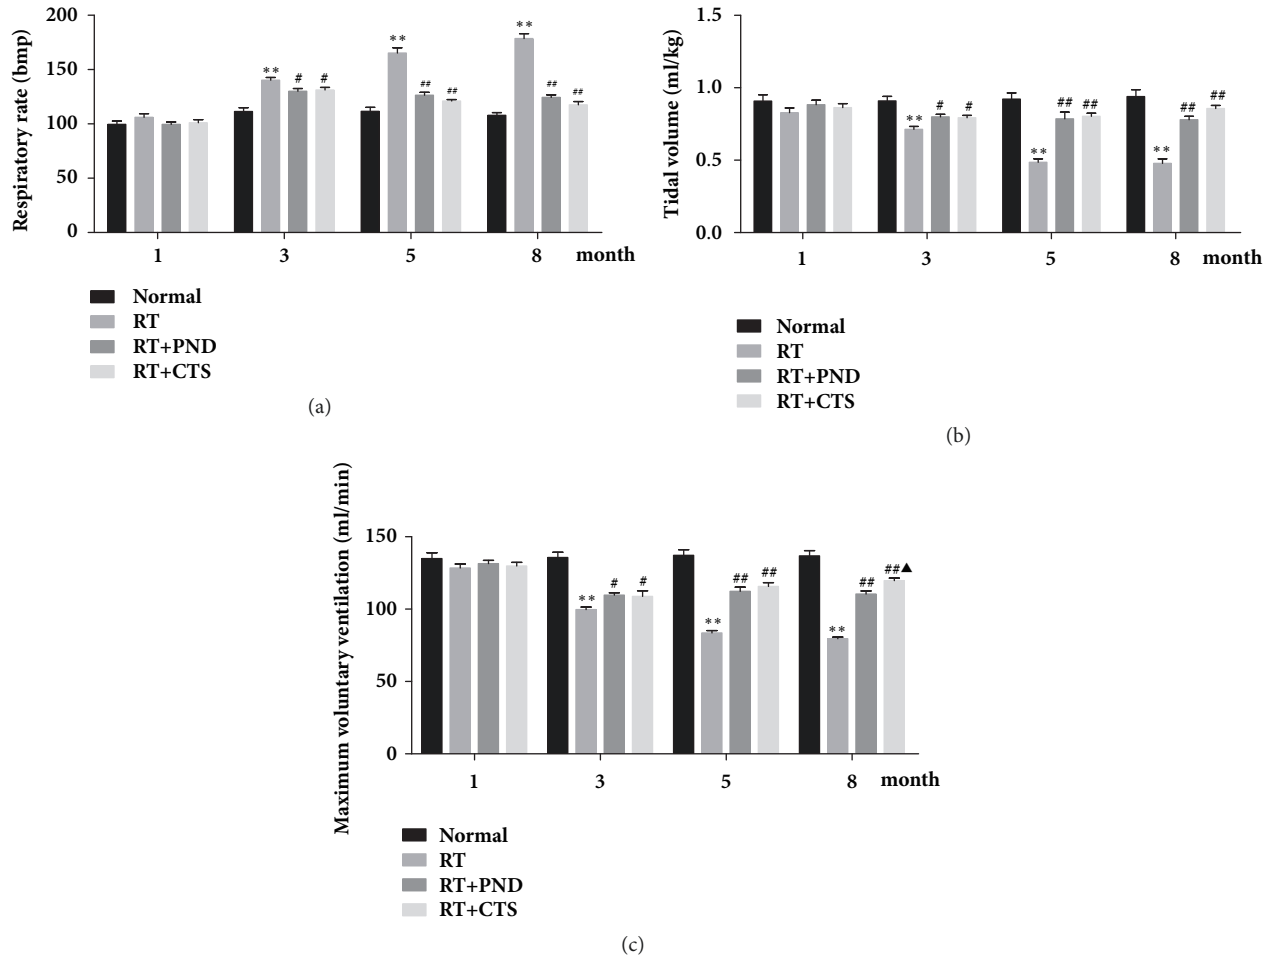 Respiratory rate (bmp)
200
150
100
50
0
**
#
#
**
##
##
**
##
##
1
3
5
8
month
Normal
RT
RT+PND
RT+CTS
(a)
Tidal volume (ml/kg)
1.5
1.0
0.5
0.0
**
#
#
**
##
##
**
##
##
1
3
5
8
month
Normal
RT
RT+PND
RT+CTS
(b)
Maximum voluntary ventilation (ml/min)
150
100
50
0
**
#
#
**
##
##
**
##
##▲
1
3
5
8
month
Normal
RT
RT+PND
RT+CTS
(c)